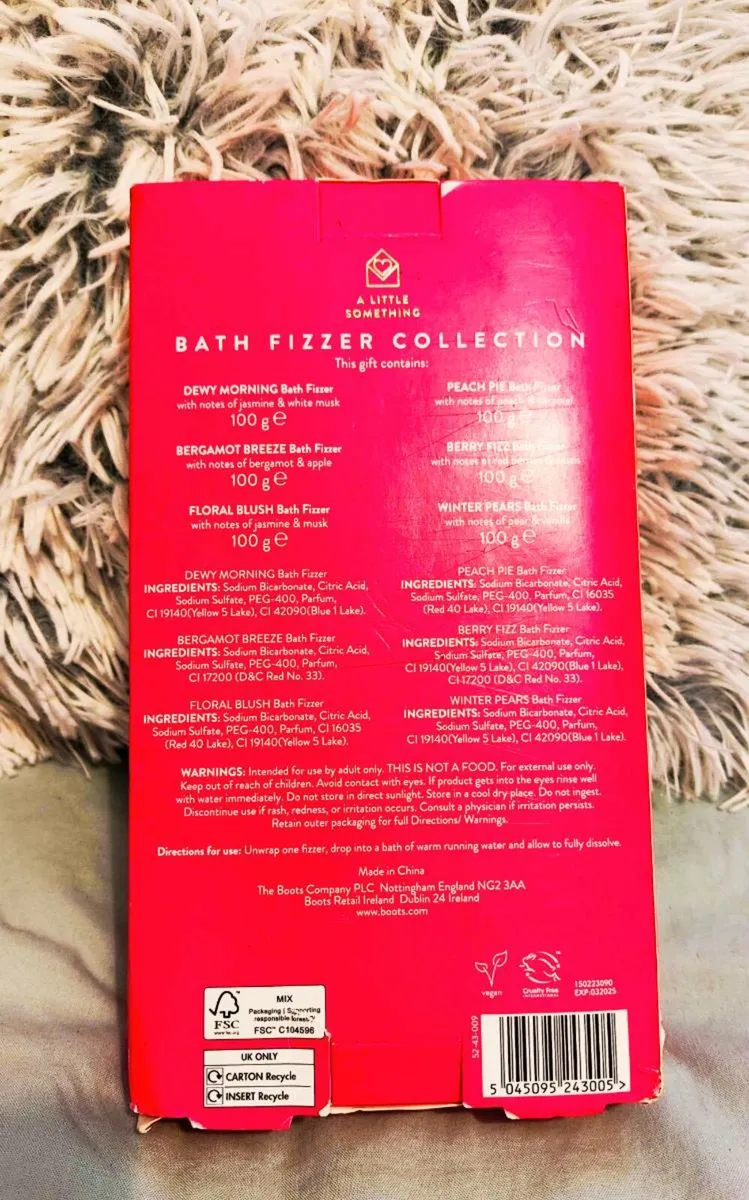 A LITTLE
SOMETHING
BATH FIZZER COLLECTION
This gift contains:
DEWY MORNING Bath Fizzer
with notes of jasmine & white musk
100 g ℮
BERGAMOT BREEZE Bath Fizzer
with notes of bergamot & apple
100 g ℮
FLORAL BLUSH Bath Fizzer
with notes of jasmine & musk
100 g ℮
PEACH PIE Bath Fizzer
with notes of peach & caramel
100 g ℮
BERRY FIZZ Bath Fizzer
with notes of red berries
100 g ℮
WINTER PEARS Bath Fizzer
with notes of pear & vanilla
100 g ℮
DEWY MORNING Bath Fizzer
INGREDIENTS: Sodium Bicarbonate, Citric Acid,
Sodium Sulfate, PEG-400, Parfum,
CI 19140(Yellow 5 Lake), CI 42090(Blue 1 Lake).
BERGAMOT BREEZE Bath Fizzer
INGREDIENTS: Sodium Bicarbonate, Citric Acid,
Sodium Sulfate, PEG-400, Parfum,
CI 17200 (D&C Red No. 33).
FLORAL BLUSH Bath Fizzer
INGREDIENTS: Sodium Bicarbonate, Citric Acid,
Sodium Sulfate, PEG-400, Parfum, CI 16035
(Red 40 Lake), CI 19140(Yellow 5 Lake).
PEACH PIE Bath Fizzer
INGREDIENTS: Sodium Bicarbonate, Citric Acid,
Sodium Sulfate, PEG-400, Parfum, CI 16035
(Red 40 Lake), CI 19140(Yellow 5 Lake).
BERRY FIZZ Bath Fizzer
INGREDIENTS: Sodium Bicarbonate, Citric Acid,
Sodium Sulfate, PEG-400, Parfum,
CI 19140(Yellow 5 Lake), CI 42090(Blue 1 Lake),
CI 17200 (D&C Red No. 33).
WINTER PEARS Bath Fizzer
INGREDIENTS: Sodium Bicarbonate, Citric Acid,
Sodium Sulfate, PEG-400, Parfum,
CI 19140(Yellow 5 Lake), CI 42090(Blue 1 Lake).
WARNINGS: Intended for use by adult only. THIS IS NOT A FOOD. For external use only.
Keep out of reach of children. Avoid contact with eyes. If product gets into the eyes rinse well
with water immediately. Do not store in direct sunlight. Store in a cool dry place. Do not ingest.
Discontinue use if rash, redness, or irritation occurs. Consult a physician if irritation persists.
Retain outer packaging for full Directions/ Warnings.
Directions for use: Unwrap one fizzer, drop into a bath of warm running water and allow to fully dissolve.
Made in China
The Boots Company PLC Nottingham England NG2 3AA
Boots Retail Ireland Dublin 24 Ireland
www.boots.com
vegan
Cruelty Free
INTERNATIONAL
150223090
EXP:032025
FSC
www.fsc.org
MIX
Packaging | Supporting
responsible forestry
FSC™ C104596
UK ONLY
CARTON Recycle
INSERT Recycle
52-43-009
5 045095 243005 >